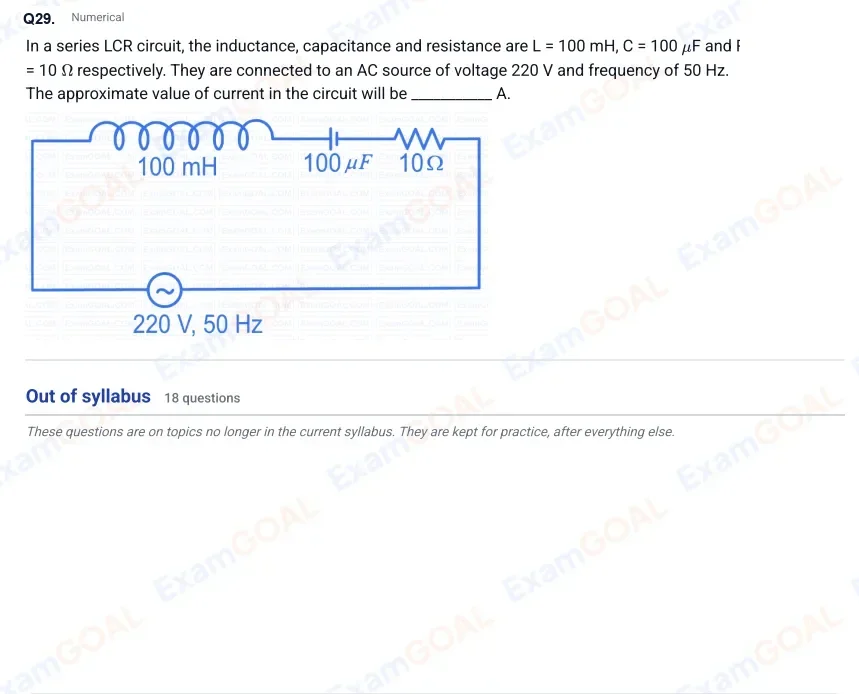 Q29. Numerical
In a series LCR circuit, the inductance, capacitance and resistance are L = 100 mH, C = 100 μF and
= 10 Ω respectively. They are connected to an AC source of voltage 220 V and frequency of 50 Hz.
The approximate value of current in the circuit will be __________ A.
100 mH
100 μF
10Ω
220 V, 50 Hz
Out of syllabus 18 questions
These questions are on topics no longer in the current syllabus. They are kept for practice, after everything else.
ExamGOAL